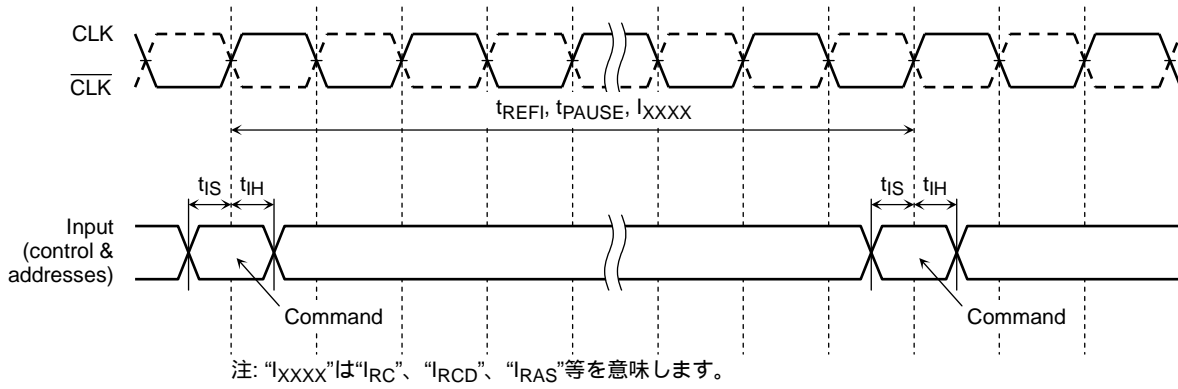 CLK
CLK
tREFI, tPAUSE, IXXXX
tIS tIH tIS tIH
Input
(control &
addresses)
Command Command
注: “IXXXX”は“IRC”、“IRCD”、“IRAS”等を意味します。